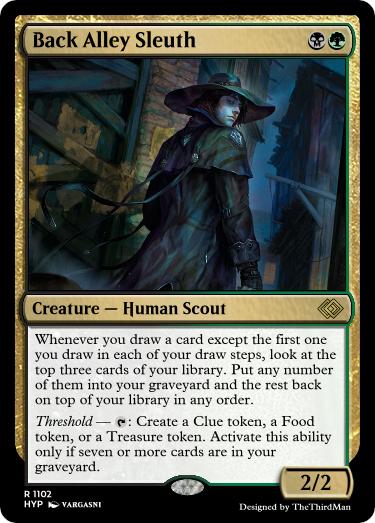 Back Alley Sleuth
Creature — Human Scout
Whenever you draw a card except the first one
you draw in each of your draw steps, look at the
top three cards of your library. Put any number
of them into your graveyard and the rest back
on top of your library in any order.
Threshold — : Create a Clue token, a Food
token, or a Treasure token. Activate this ability
only if seven or more cards are in your
graveyard.
2/2
R 1102
HYP VARGASNI
Designed by TheThirdMan